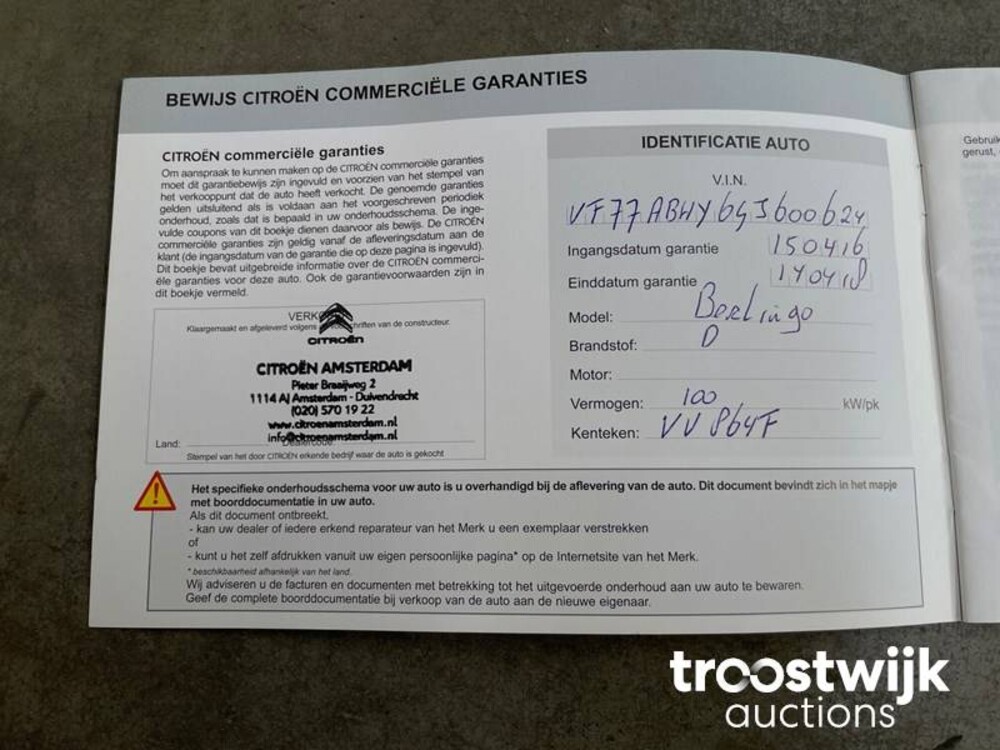 BEWIJS CITROËN COMMERCIËLE GARANTIES
CITROËN commerciële garanties
Om aanspraak te kunnen maken op de CITROËN commerciële garanties
moet dit garantiebewijs zijn ingevuld en voorzien van het stempel van
het verkooppunt dat de auto heeft verkocht. De genoemde garanties
gelden uitsluitend als is voldaan aan het voorgeschreven periodiek
onderhoud, zoals dat is bepaald in uw onderhoudsschema. De inge-
vulde coupons van dit boekje dienen daarvoor als bewijs. De CITROËN
commerciële garanties zijn geldig vanaf de afleveringsdatum aan de
klant (de ingangsdatum van de garantie die op deze pagina is ingevuld).
Dit boekje bevat uitgebreide informatie over de CITROËN commerci-
ële garanties voor deze auto. Ook de garantievoorwaarden zijn in
dit boekje vermeld.
VERK
Klaargemaakt en afgeleverd volgens schriften van de constructeur.
CITROËN
CITROËN AMSTERDAM
Pieter Braaijweg 2
1114 AJ Amsterdam - Duivendrecht
(020) 570 19 22
www.citroenamsterdam.nl
info@citroenamsterdam.nl
Land: Dealercode:
Stempel van het door CITROËN erkende bedrijf waar de auto is gekocht
IDENTIFICATIE AUTO
V.I.N.
VF77ABHY6GJ600624
Ingangsdatum garantie 150416
Einddatum garantie 140418
Model: Berlingo
Brandstof: D
Motor:
Vermogen: 100 kW/pk
Kenteken: VV864F
Het specifieke onderhoudsschema voor uw auto is u overhandigd bij de aflevering van de auto. Dit document bevindt zich in het mapje
met boorddocumentatie in uw auto.
Als dit document ontbreekt,
- kan uw dealer of iedere erkend reparateur van het Merk u een exemplaar verstrekken
of
- kunt u het zelf afdrukken vanuit uw eigen persoonlijke pagina* op de Internetsite van het Merk.
* beschikbaarheid afhankelijk van het land.
Wij adviseren u de facturen en documenten met betrekking tot het uitgevoerde onderhoud aan uw auto te bewaren.
Geef de complete boorddocumentatie bij verkoop van de auto aan de nieuwe eigenaar.
Gebruik
gerust,
troostwijk
auctions